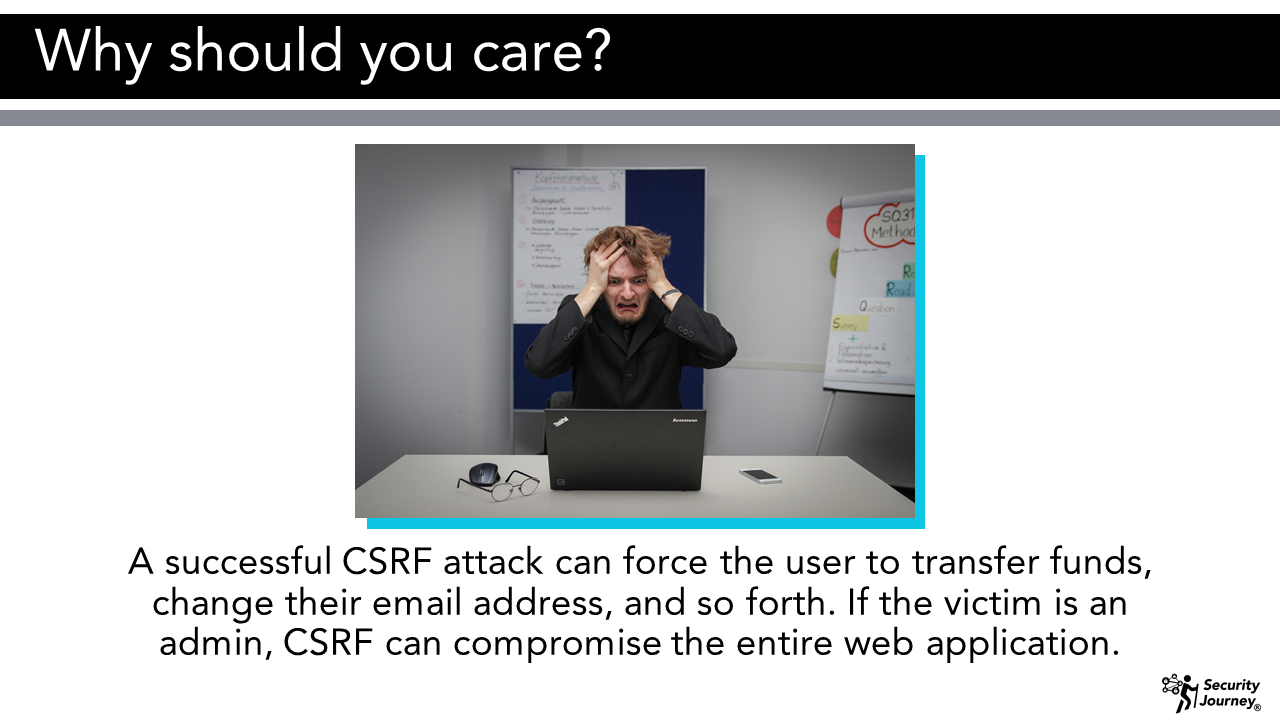 Why should you care?
Kopfstandmethode
SQ3R
Method
Read
Question
Survey
+
ThinkPad
lenovo
A successful CSRF attack can force the user to transfer funds,
change their email address, and so forth. If the victim is an
admin, CSRF can compromise the entire web application.
Security
Journey®